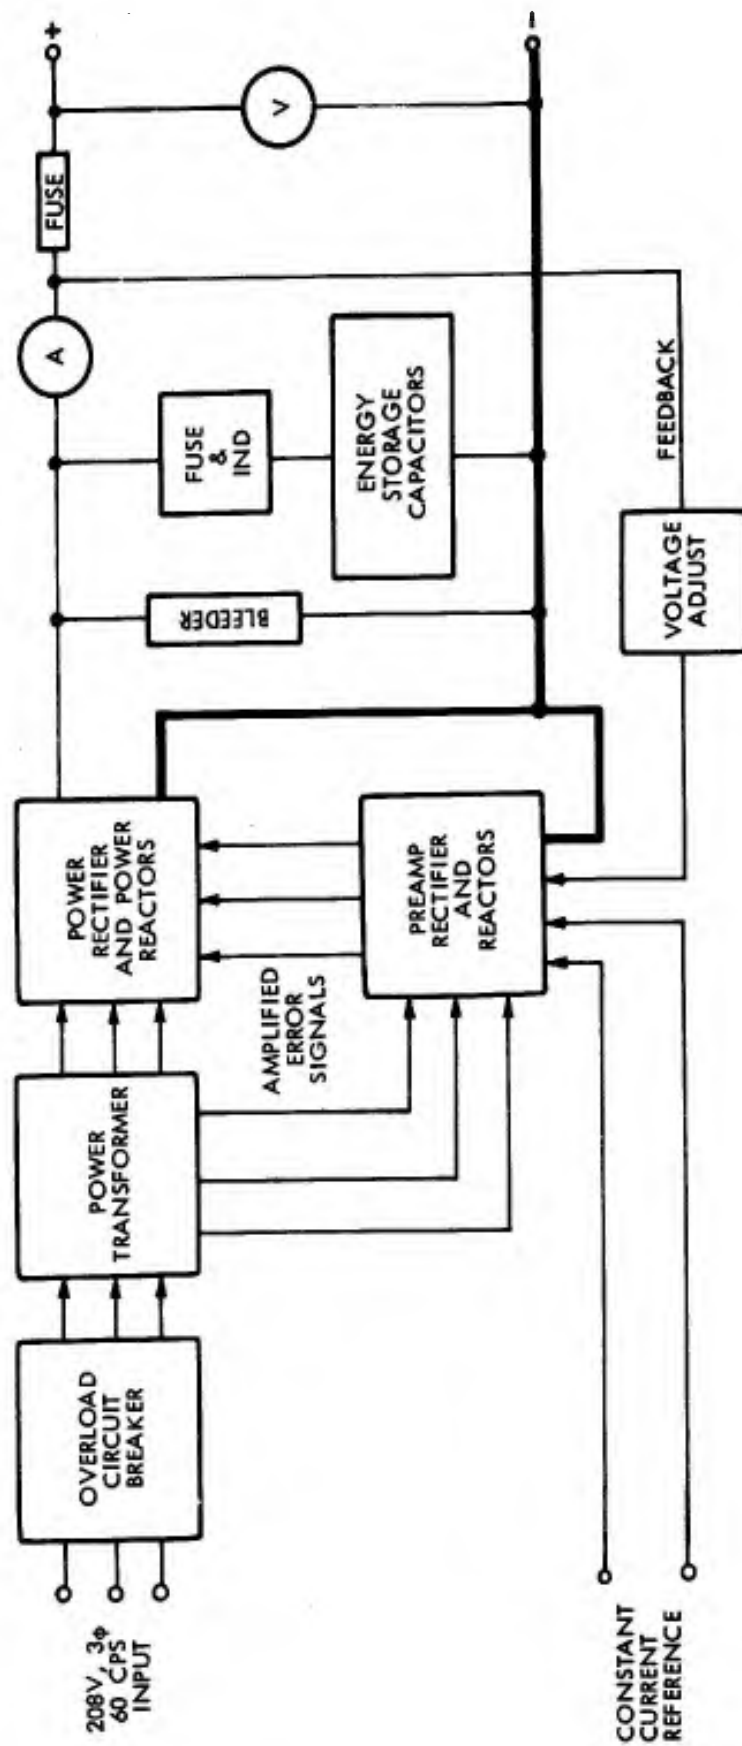 208V, 3ϕ
60 CPS
INPUT
OVERLOAD
CIRCUIT
BREAKER
POWER
TRANSFORMER
POWER
RECTIFIER
AND POWER
REACTORS
AMPLIFIED
ERROR
SIGNALS
PREAMP
RECTIFIER
AND
REACTORS
BLEEDER
FUSE
&
IND
ENERGY
STORAGE
CAPACITORS
A
FUSE
V
+
-
FEEDBACK
VOLTAGE
ADJUST
CONSTANT
CURRENT
REFERENCE